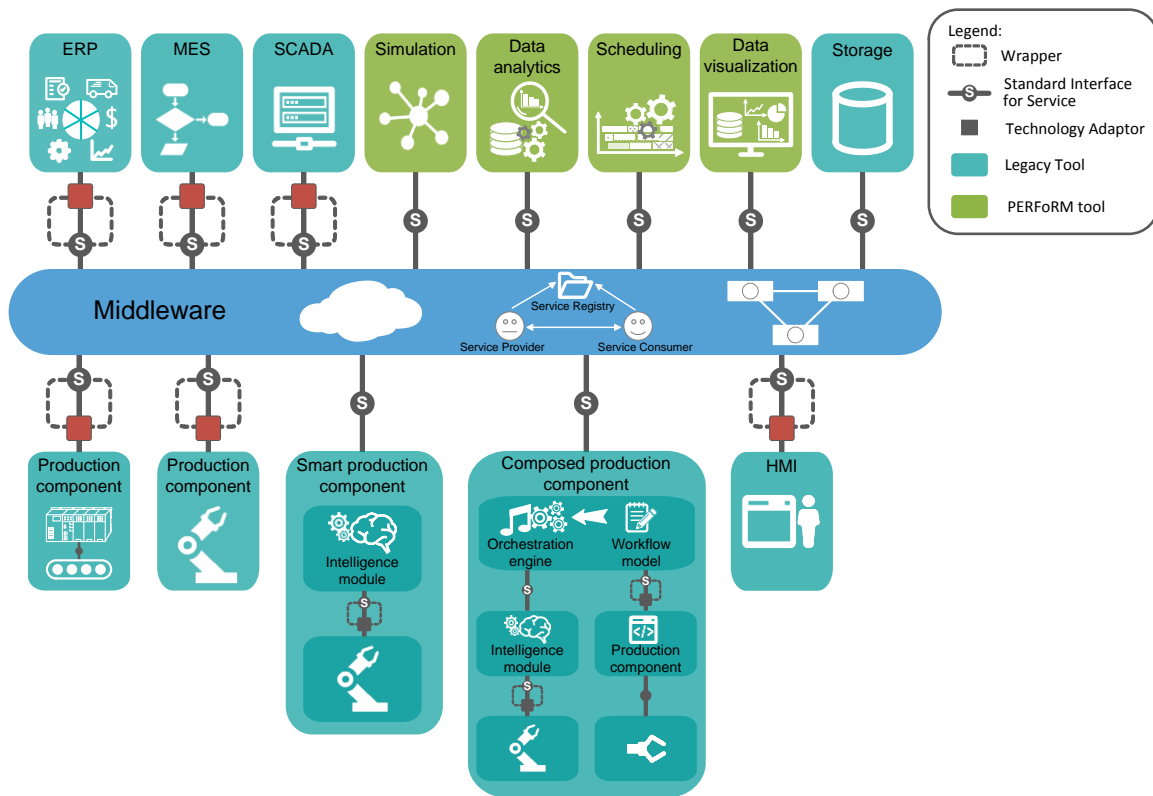 ERP
MES
SCADA
Simulation
Data
analytics
Scheduling
Data
visualization
Storage
Legend:
Wrapper
S
Standard Interface
for Service
Technology Adaptor
Legacy Tool
PERFoRM tool
$
S
S
S
S
S
S
S
S
Middleware
Service Registry
Service Provider
Service Consumer
S
S
S
S
S
Production
component
Production
component
Smart production
component
Composed production
component
HMI
Intelligence
module
Orchestration
engine
Workflow
model
S
S
S
Intelligence
module
</>
Production
component
S